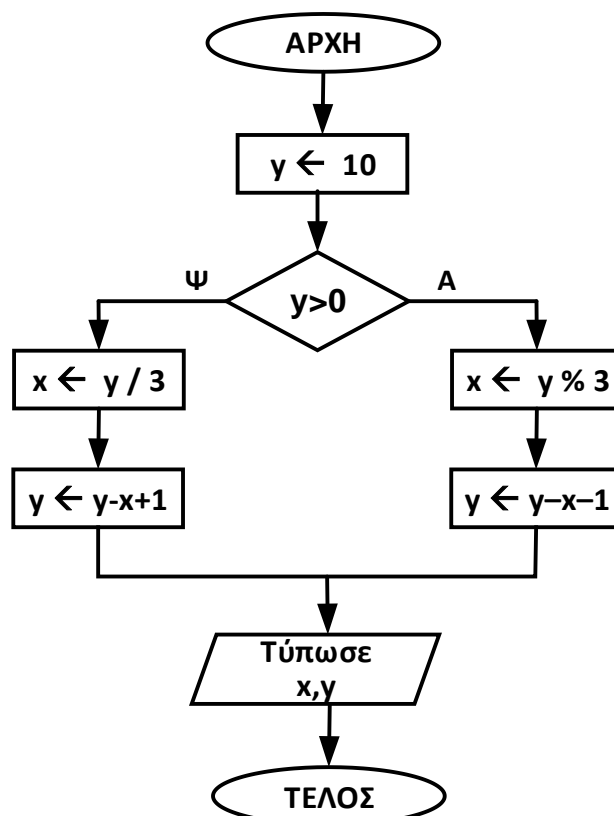 ΑΡΧΗ
y ← 10
Ψ
y>0
Α
x ← y / 3
x ← y % 3
y ← y-x+1
y ← y–x–1
Τύπωσε
x,y
ΤΕΛΟΣ